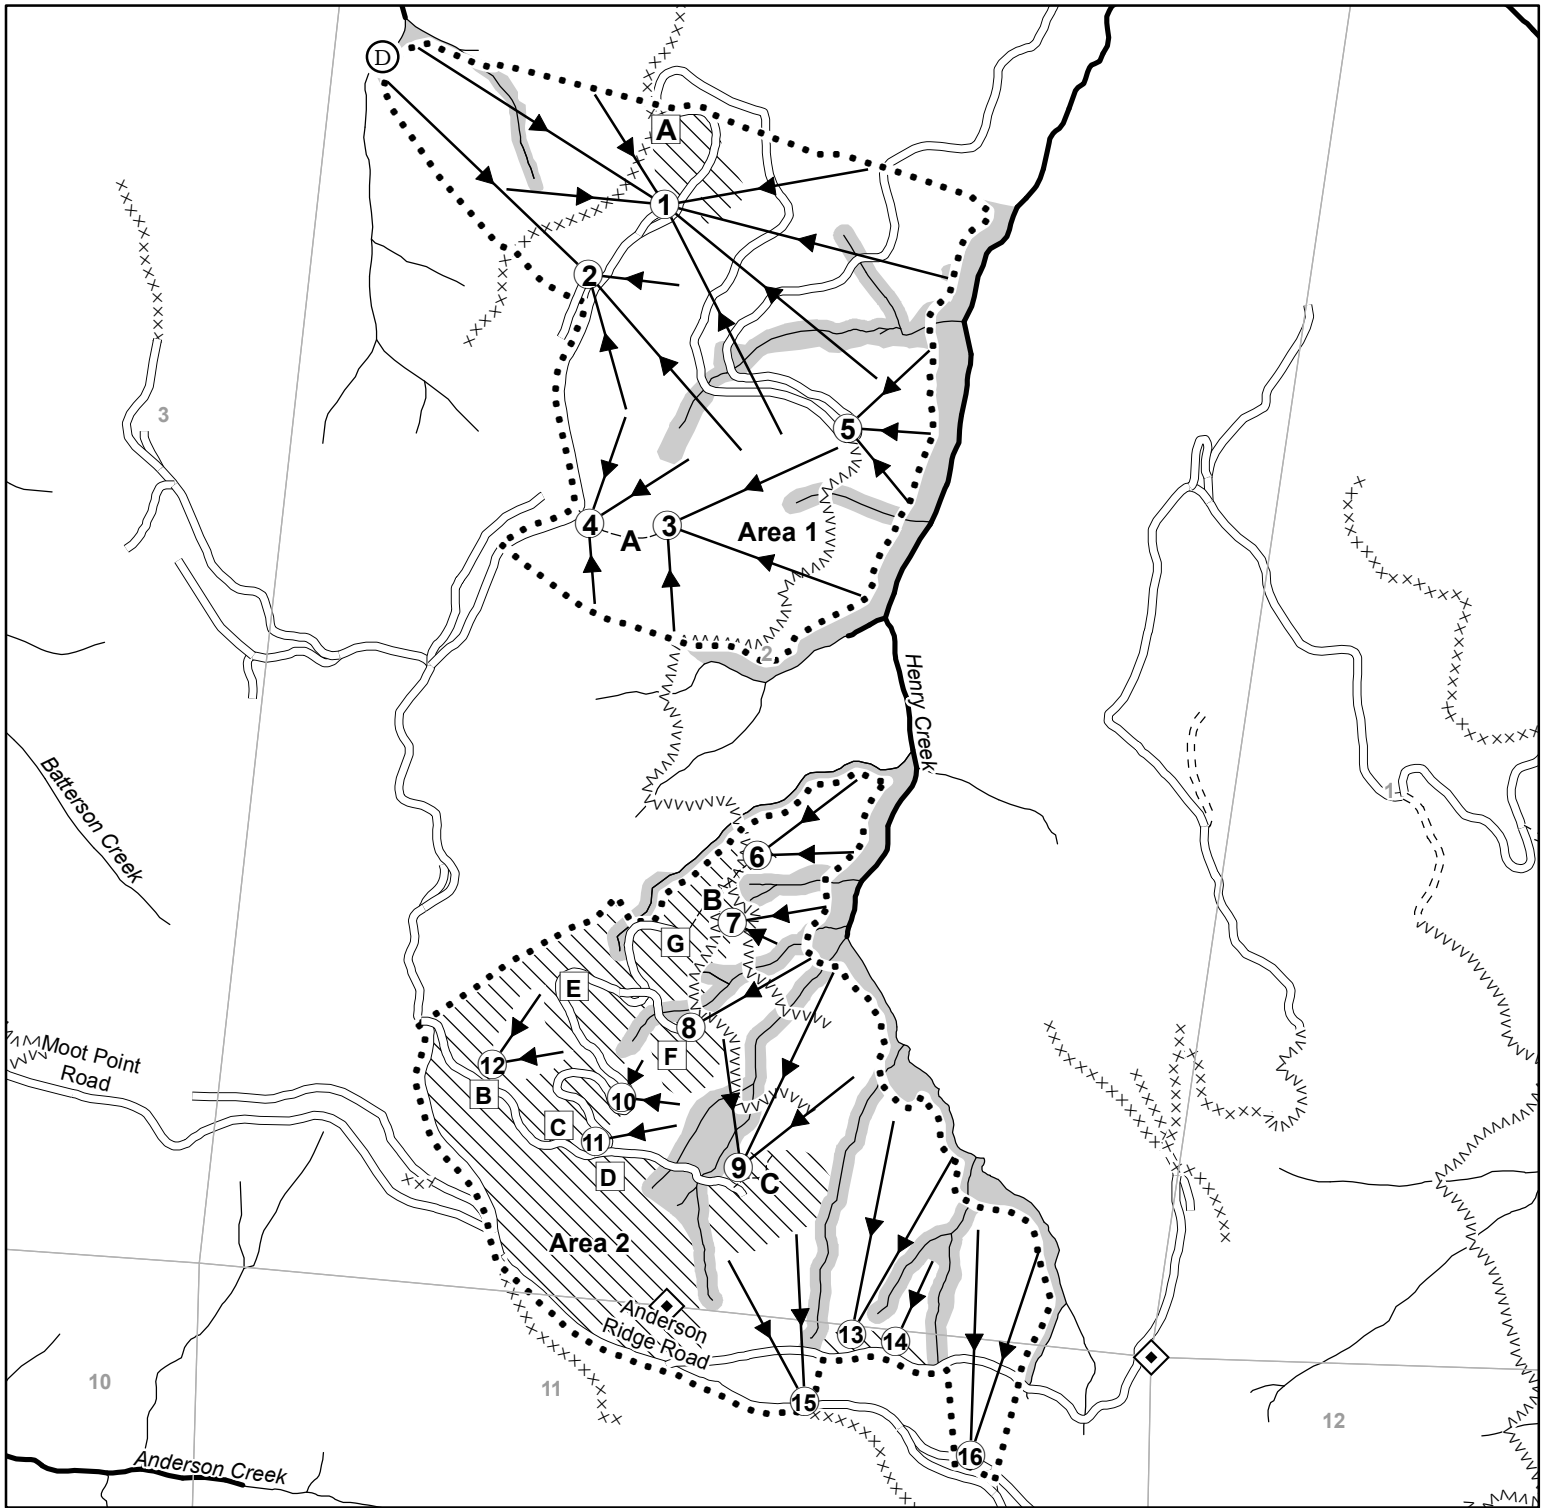 D
A
1
2
3
5
4
A
3
Area 1
2
Henry Creek
Batterson Creek
1
6
B
7
G
E
8
F
12
B
10
C
11
D
9
C
Moot Point
Road
Area 2
Anderson
Ridge Road
13
14
15
16
10
11
12
Anderson Creek